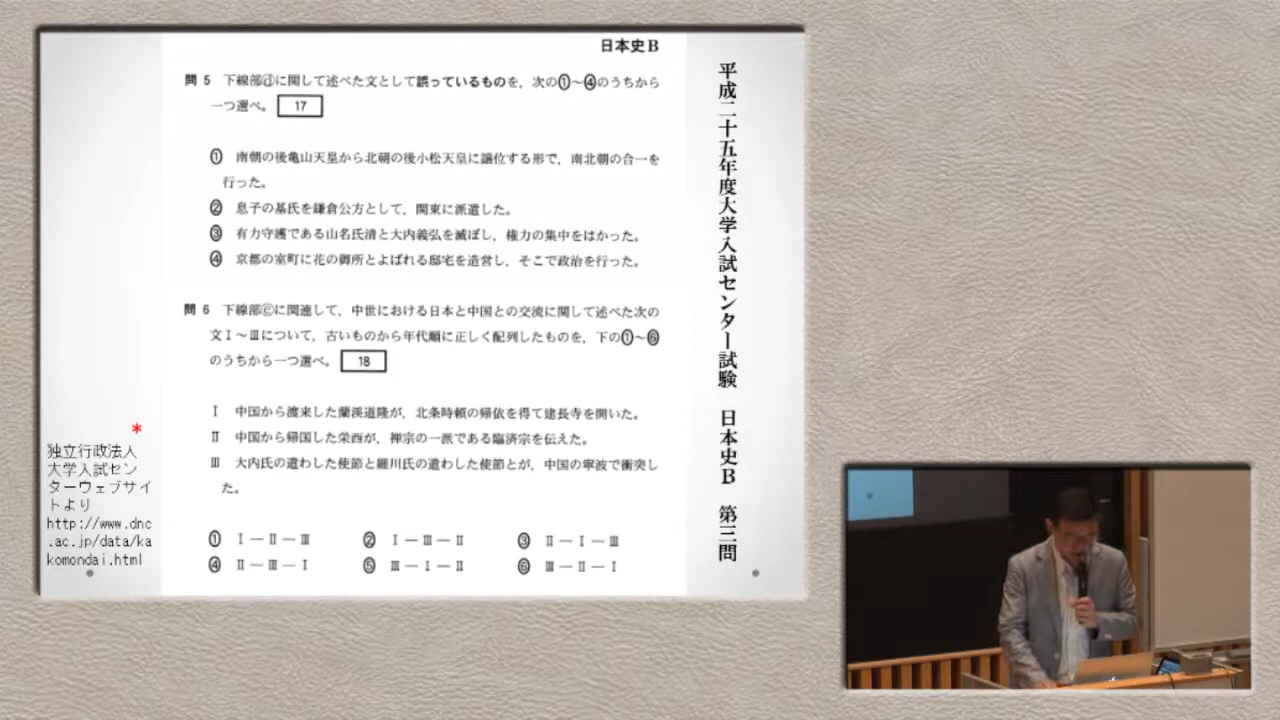 日本史B
問 5 下線部ⓓに関して述べた文として誤っているものを，次の①～④のうちから
一つ選べ。 17
① 南朝の後亀山天皇から北朝の後小松天皇に譲位する形で，南北朝の合一を
行った。
② 息子の基氏を鎌倉公方として，関東に派遣した。
③ 有力守護である山名氏清と大内義弘を滅ぼし，権力の集中をはかった。
④ 京都の室町に花の御所とよばれる邸宅を造営し，そこで政治を行った。
問 6 下線部ⓔに関連して，中世における日本と中国との交流に関して述べた次の
文Ⅰ～Ⅲについて，古いものから年代順に正しく配列したものを，下の①～⑥
のうちから一つ選べ。 18
Ⅰ 中国から渡来した蘭溪道隆が，北条時頼の帰依を得て建長寺を開いた。
Ⅱ 中国から帰国した栄西が，禅宗の一派である臨済宗を伝えた。
Ⅲ 大内氏の遣わした使節と細川氏の遣わした使節とが，中国の寧波で衝突し
た。
① Ⅰ－Ⅱ－Ⅲ ② Ⅰ－Ⅲ－Ⅱ ③ Ⅱ－Ⅰ－Ⅲ
④ Ⅱ－Ⅲ－Ⅰ ⑤ Ⅲ－Ⅰ－Ⅱ ⑥ Ⅲ－Ⅱ－Ⅰ
平成二十五年度大学入試センター試験 日本史B 第三問
*
独立行政法人
大学入試セン
ターウェブサイ
トより
http://www.dnc
.ac.jp/data/ka
komondai.html